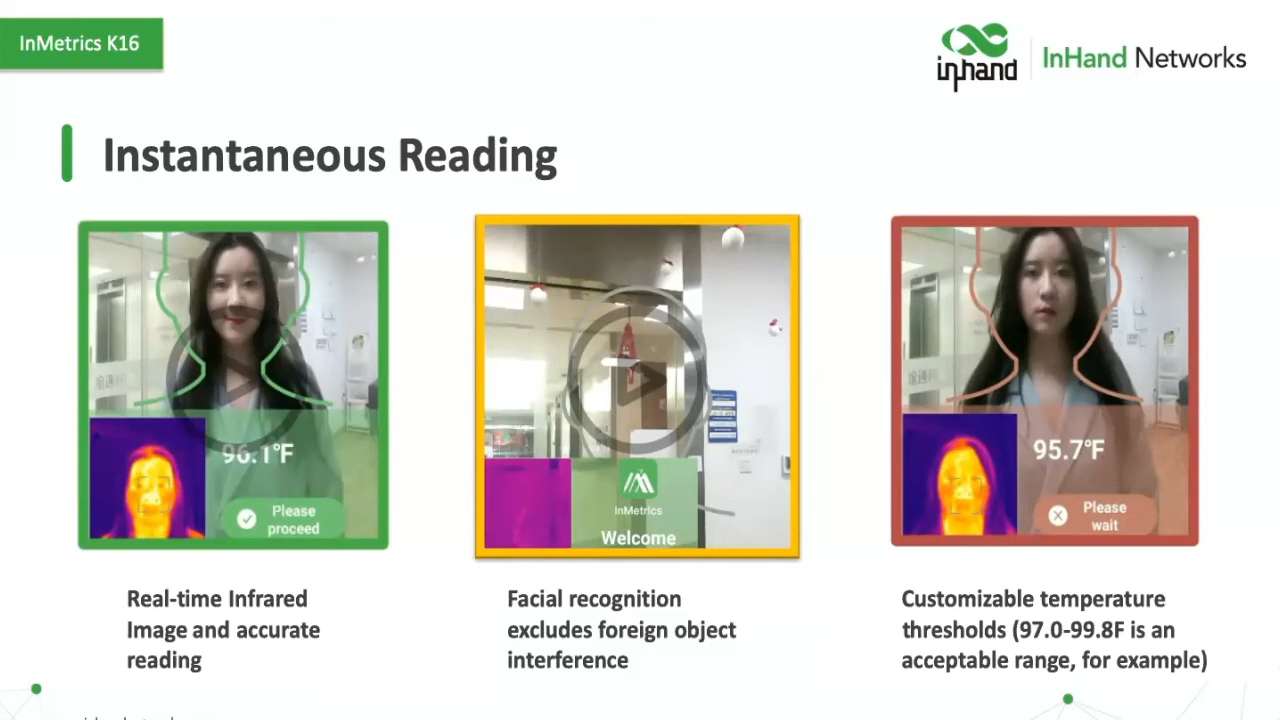 InMetrics K16
inhand
InHand Networks
Instantaneous Reading
96.1°F
Please
proceed
InMetrics
Welcome
95.7°F
Please
wait
Real-time Infrared
Image and accurate
reading
Facial recognition
excludes foreign object
interference
Customizable temperature
thresholds (97.0-99.8F is an
acceptable range, for example)